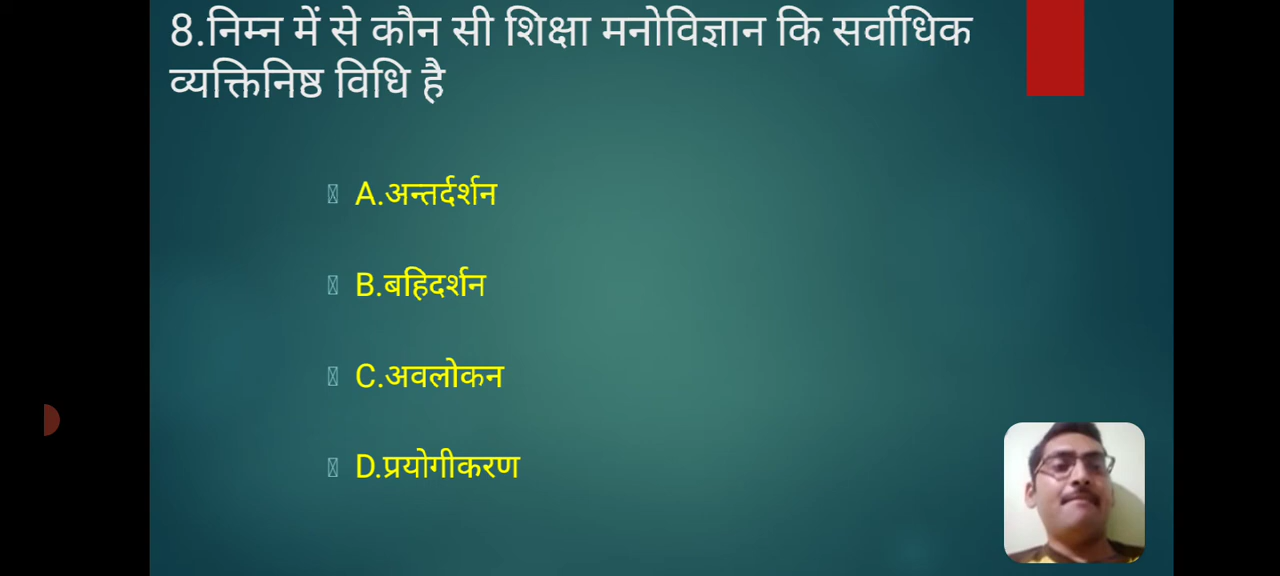 8.निम्न में से कौन सी शिक्षा मनोविज्ञान कि सर्वाधिक
व्यक्तिनिष्ठ विधि है
A.अन्तर्दर्शन
B.बहिदर्शन
C.अवलोकन
D.प्रयोगीकरण